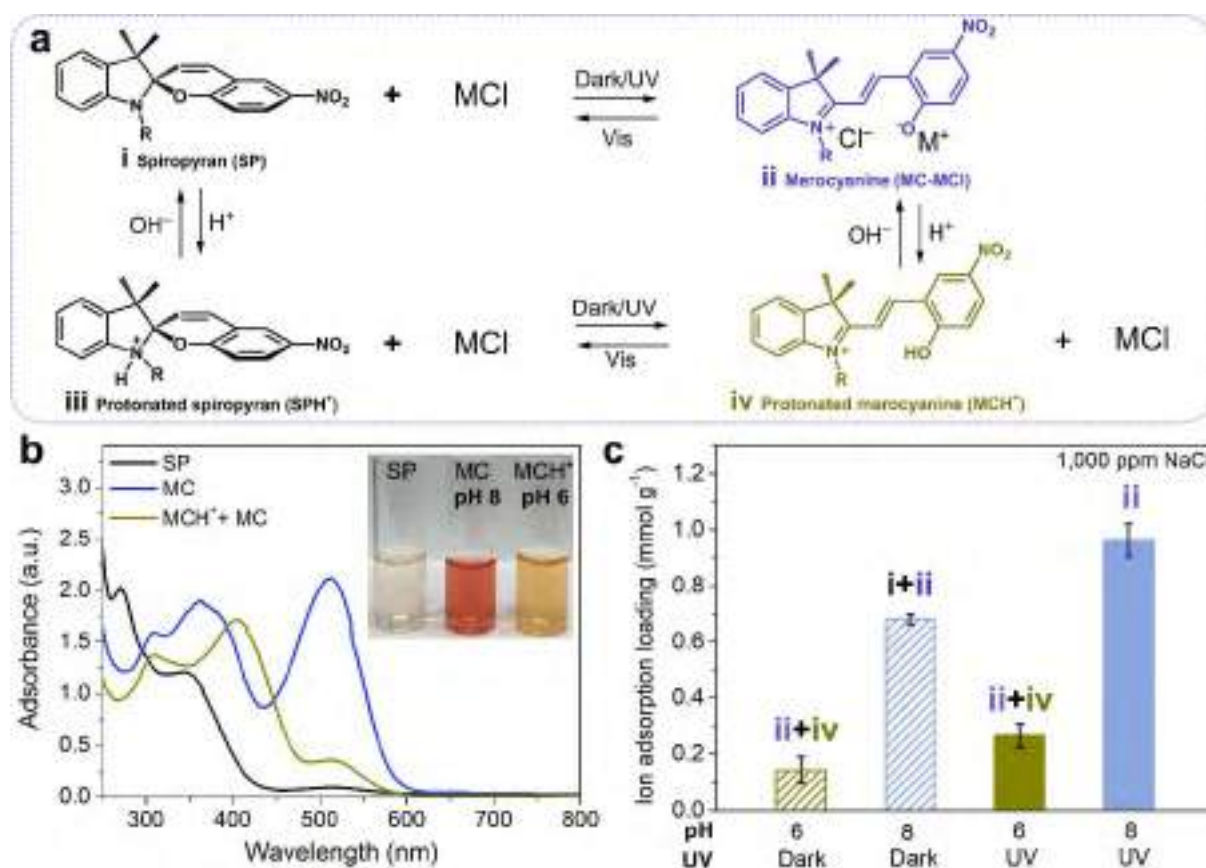 a
NO₂
N
R
O
NO₂
+
MCl
Dark/UV
Vis
N⁺
R
Cl⁻
⁻O
M⁺
i Spiropyran (SP)
ii Merocyanine (MC-MCl)
OH⁻
H⁺
OH⁻
H⁺
NO₂
N
+
H
R
O
NO₂
+
MCl
Dark/UV
Vis
N⁺
R
HO
+
MCl
iii Protonated spiropyran (SPH⁺)
iv Protonated marocyanine (MCH⁺)
b
SP
MC
MCH⁺+ MC
SP
MC
MCH⁺
pH 8
pH 6
Adsorbance (a.u.)
3.0
2.5
2.0
1.5
1.0
0.5
0.0
300
400
500
600
700
800
Wavelength (nm)
c
1,000 ppm NaCl
Ion adsorption loading (mmol g⁻¹)
1.2
1.0
0.8
0.6
0.4
0.2
0.0
ii+iv
i+ii
ii+iv
ii
pH 6 8 6 8
UV Dark Dark UV UV